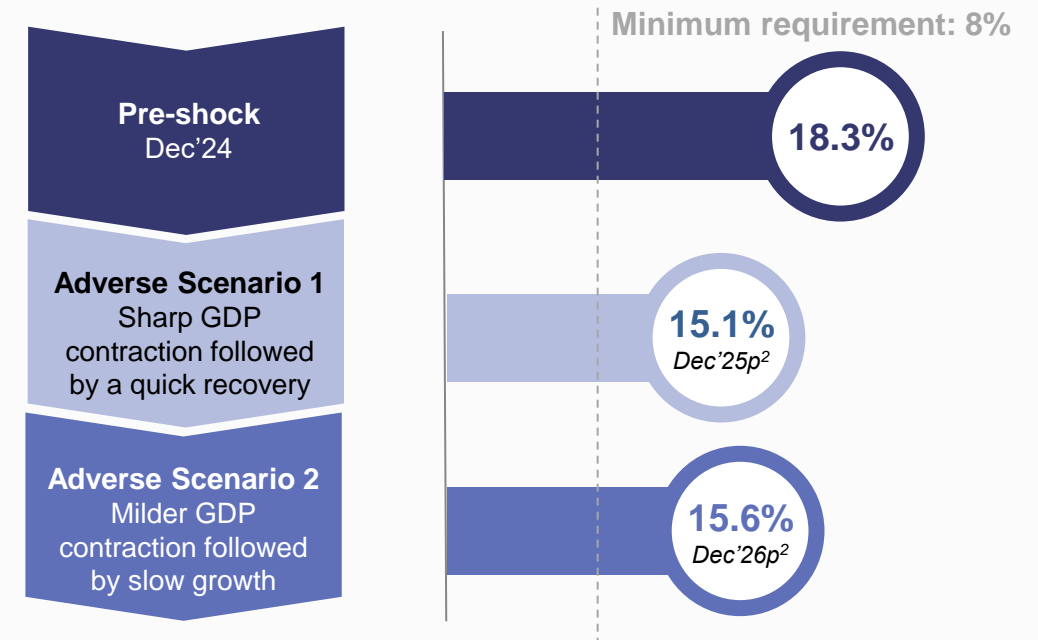 Minimum requirement: 8%
Pre-shock
Dec’24
18.3%
Adverse Scenario 1
Sharp GDP
contraction followed
by a quick recovery
15.1%
Dec’25p²
Adverse Scenario 2
Milder GDP
contraction followed
by slow growth
15.6%
Dec’26p²